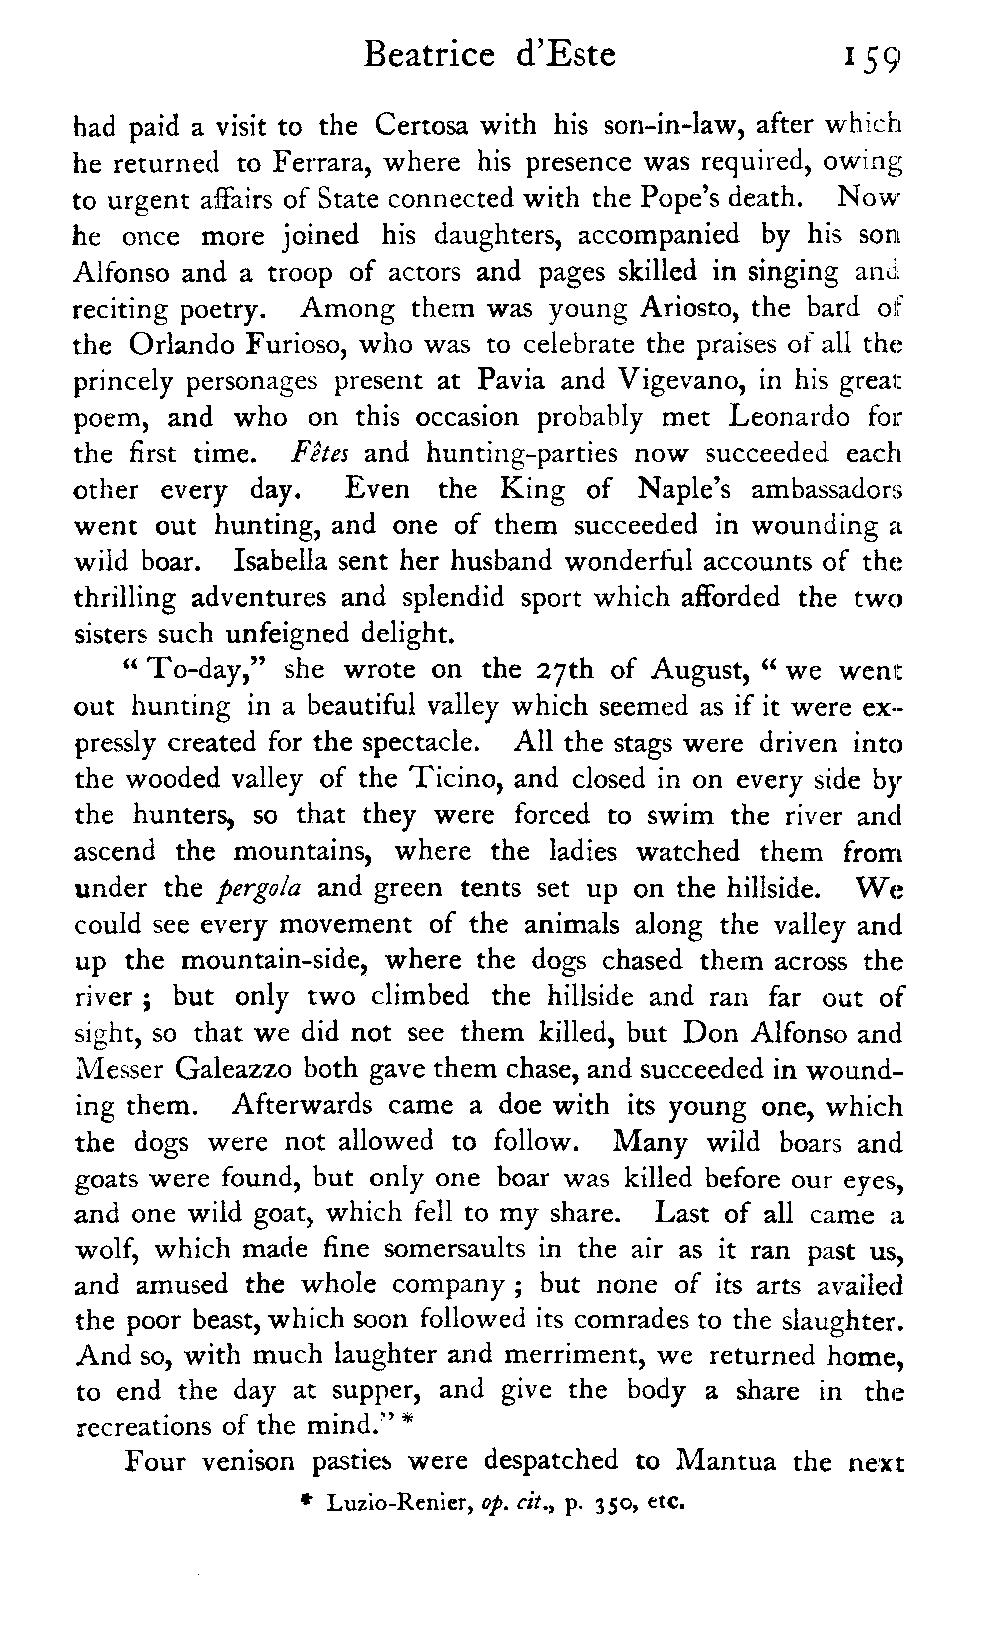 Beatrice d'Este 159
had paid a visit to the Certosa with his son-in-law, after which
he returned to Ferrara, where his presence was required, owing
to urgent affairs of State connected with the Pope's death. Now
he once more joined his daughters, accompanied by his son
Alfonso and a troop of actors and pages skilled in singing and
reciting poetry. Among them was young Ariosto, the bard of
the Orlando Furioso, who was to celebrate the praises of all the
princely personages present at Pavia and Vigevano, in his great
poem, and who on this occasion probably met Leonardo for
the first time. Fêtes and hunting-parties now succeeded each
other every day. Even the King of Naple's ambassadors
went out hunting, and one of them succeeded in wounding a
wild boar. Isabella sent her husband wonderful accounts of the
thrilling adventures and splendid sport which afforded the two
sisters such unfeigned delight.
“ To-day,” she wrote on the 27th of August, “ we went
out hunting in a beautiful valley which seemed as if it were ex-
pressly created for the spectacle. All the stags were driven into
the wooded valley of the Ticino, and closed in on every side by
the hunters, so that they were forced to swim the river and
ascend the mountains, where the ladies watched them from
under the pergola and green tents set up on the hillside. We
could see every movement of the animals along the valley and
up the mountain-side, where the dogs chased them across the
river ; but only two climbed the hillside and ran far out of
sight, so that we did not see them killed, but Don Alfonso and
Messer Galeazzo both gave them chase, and succeeded in wound-
ing them. Afterwards came a doe with its young one, which
the dogs were not allowed to follow. Many wild boars and
goats were found, but only one boar was killed before our eyes,
and one wild goat, which fell to my share. Last of all came a
wolf, which made fine somersaults in the air as it ran past us,
and amused the whole company ; but none of its arts availed
the poor beast, which soon followed its comrades to the slaughter.
And so, with much laughter and merriment, we returned home,
to end the day at supper, and give the body a share in the
recreations of the mind.” *
Four venison pasties were despatched to Mantua the next
* Luzio-Renier, op. cit., p. 350, etc.